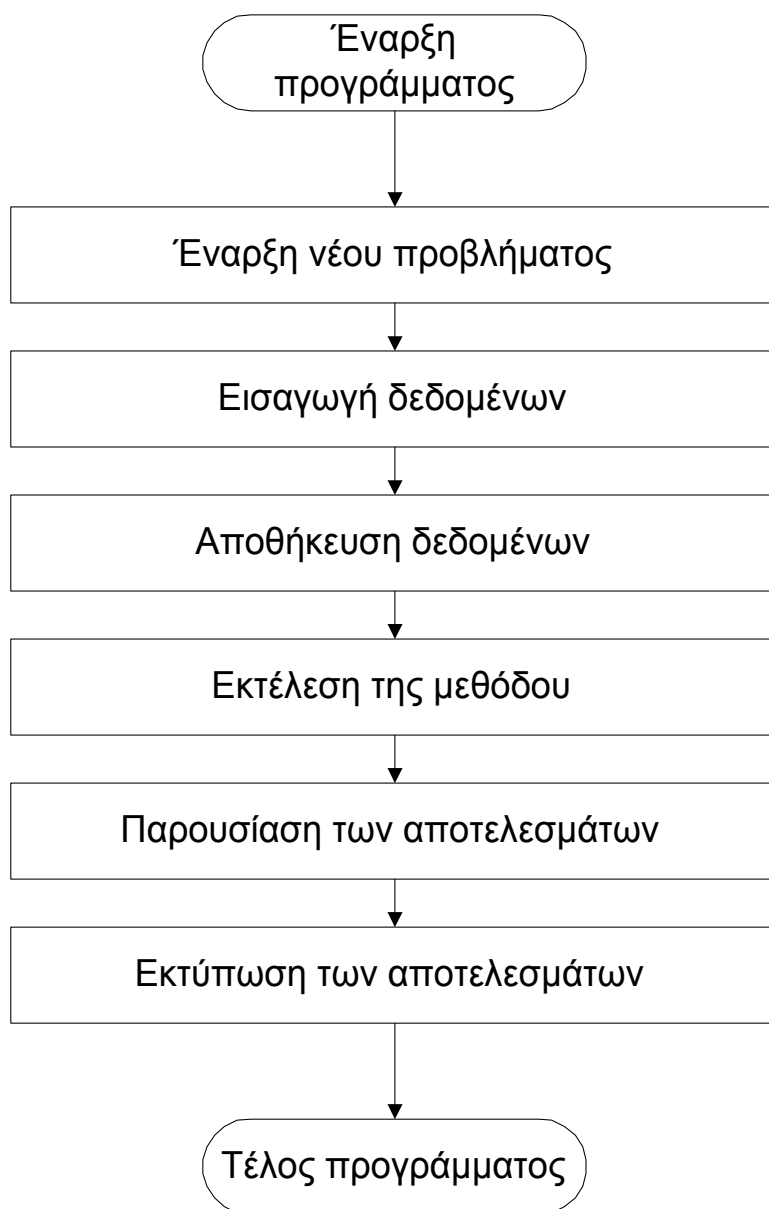 Έναρξη
προγράμματος
Έναρξη νέου προβλήματος
Εισαγωγή δεδομένων
Αποθήκευση δεδομένων
Εκτέλεση της μεθόδου
Παρουσίαση των αποτελεσμάτων
Εκτύπωση των αποτελεσμάτων
Τέλος προγράμματος